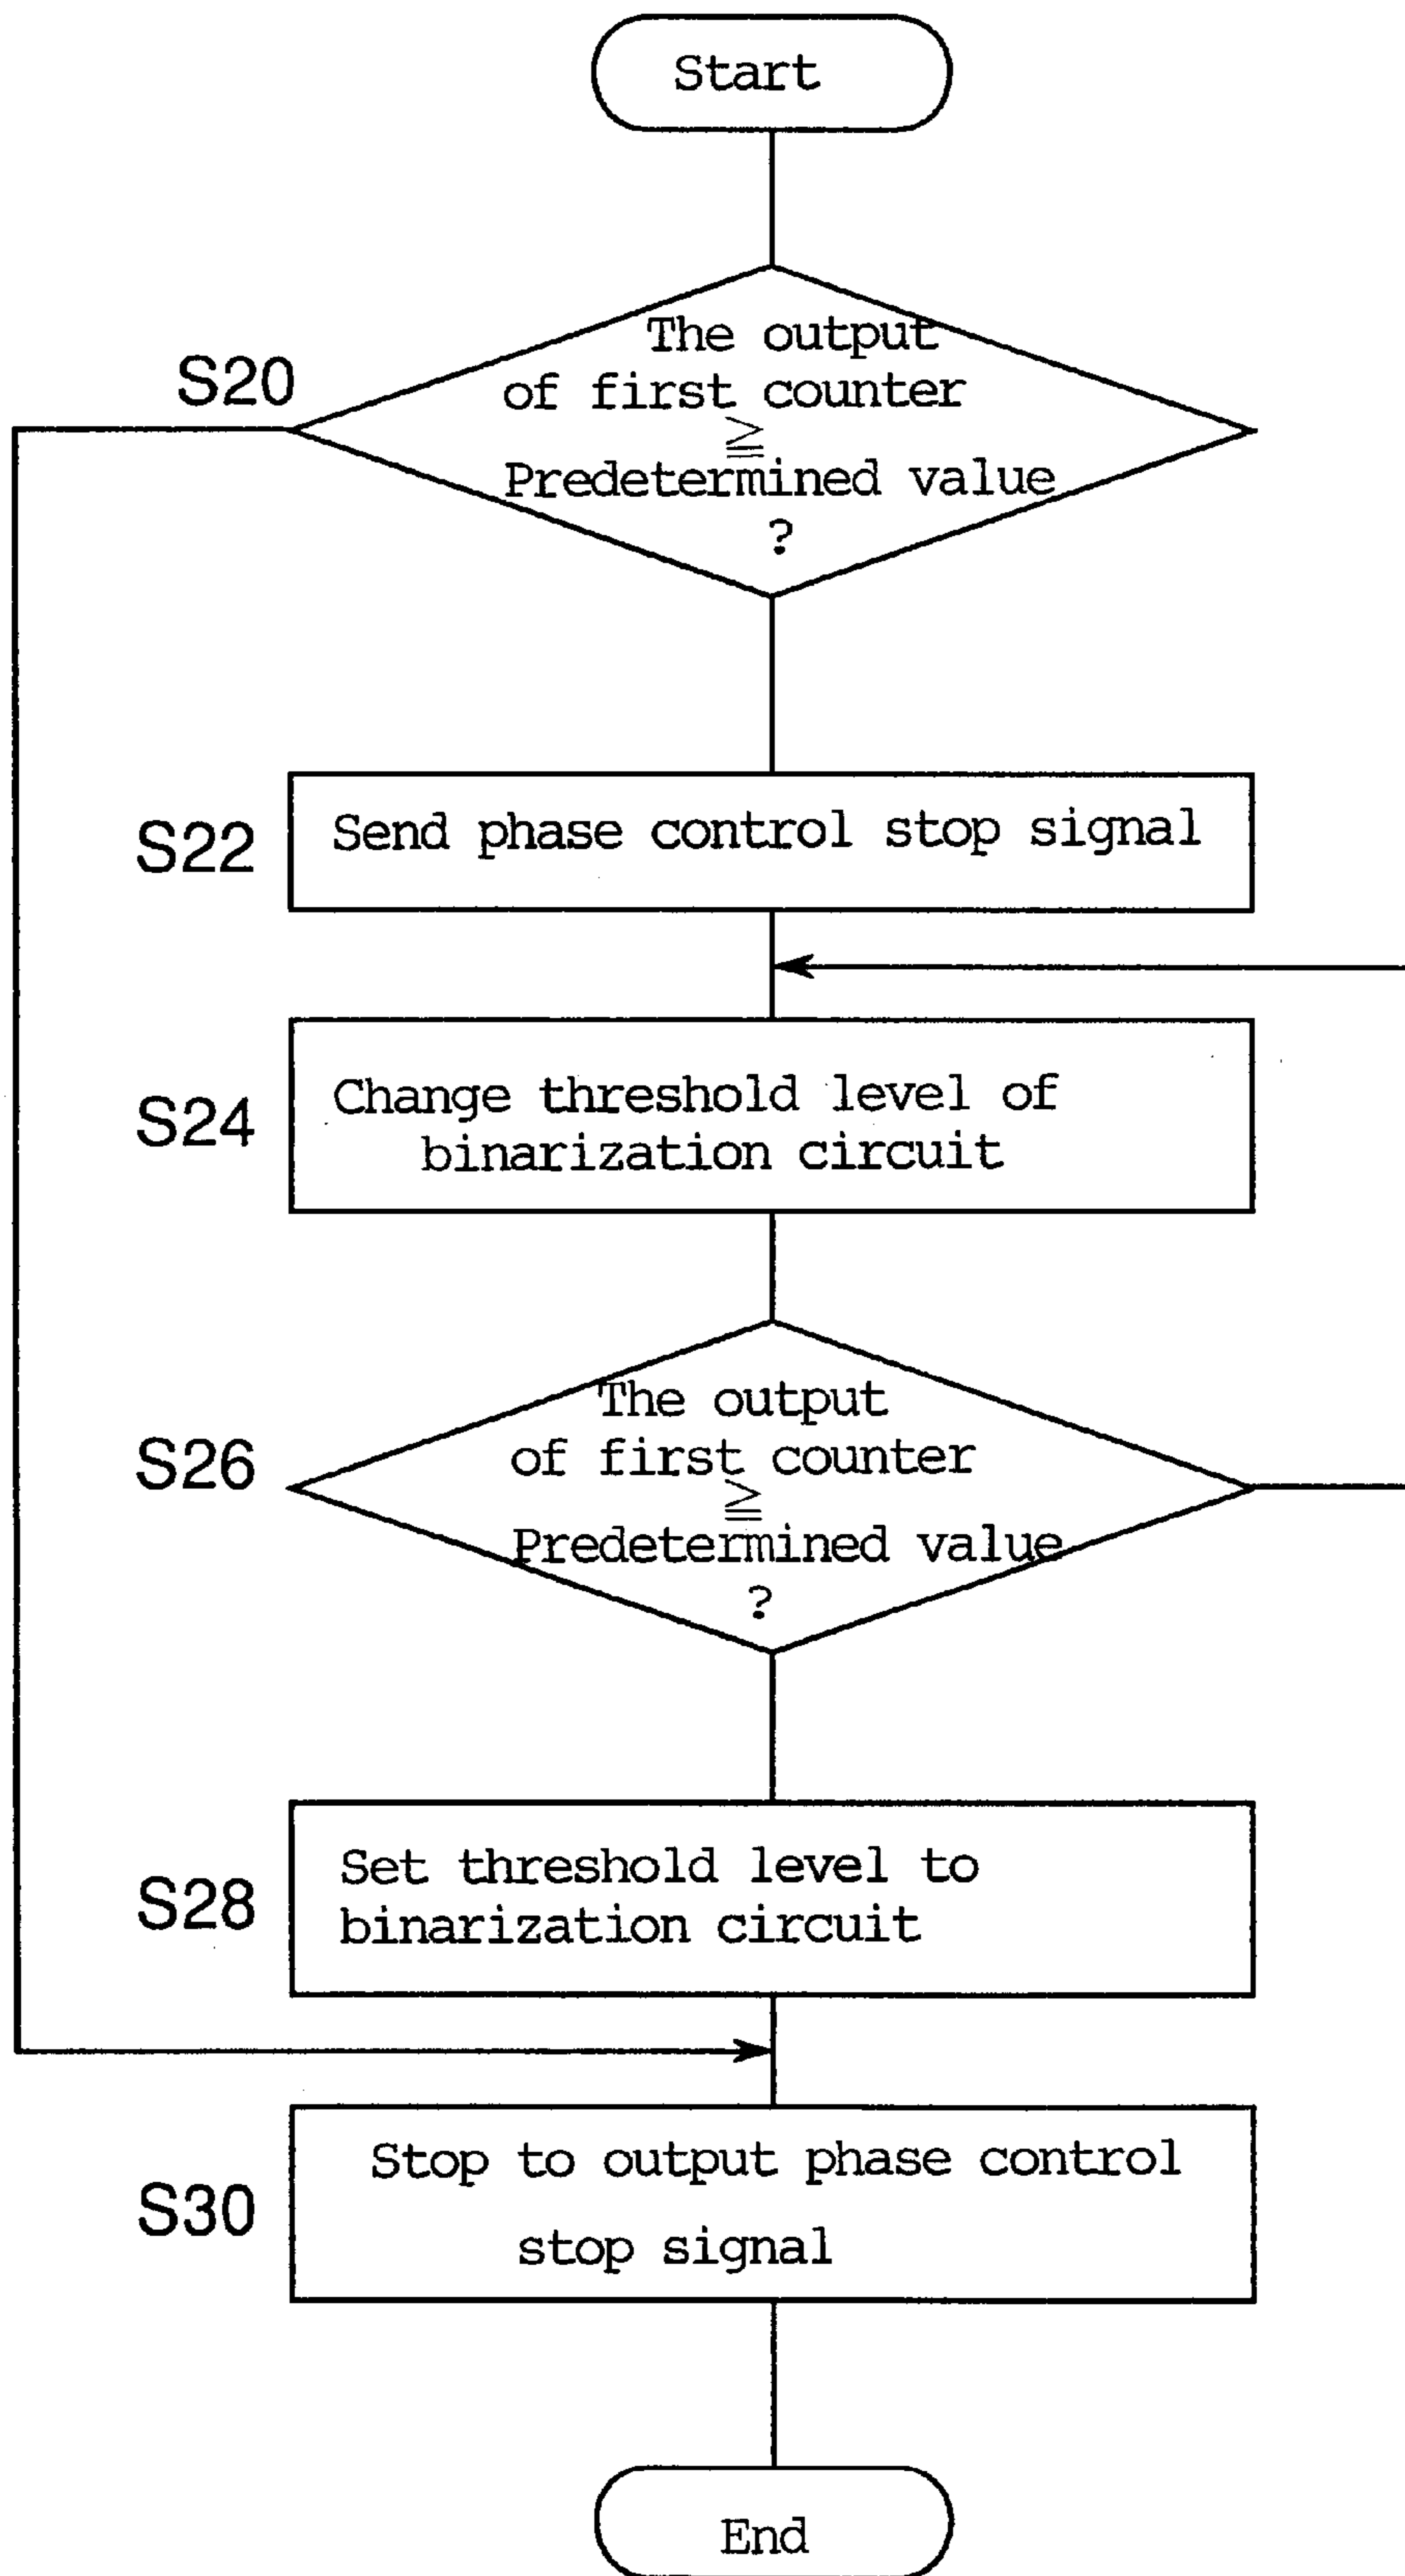 Start
S20
The output
of first counter
≧
Predetermined value
?
S22
Send phase control stop signal
S24
Change threshold level of
binarization circuit
S26
The output
of first counter
≧
Predetermined value
?
S28
Set threshold level to
binarization circuit
S30
Stop to output phase control
stop signal
End